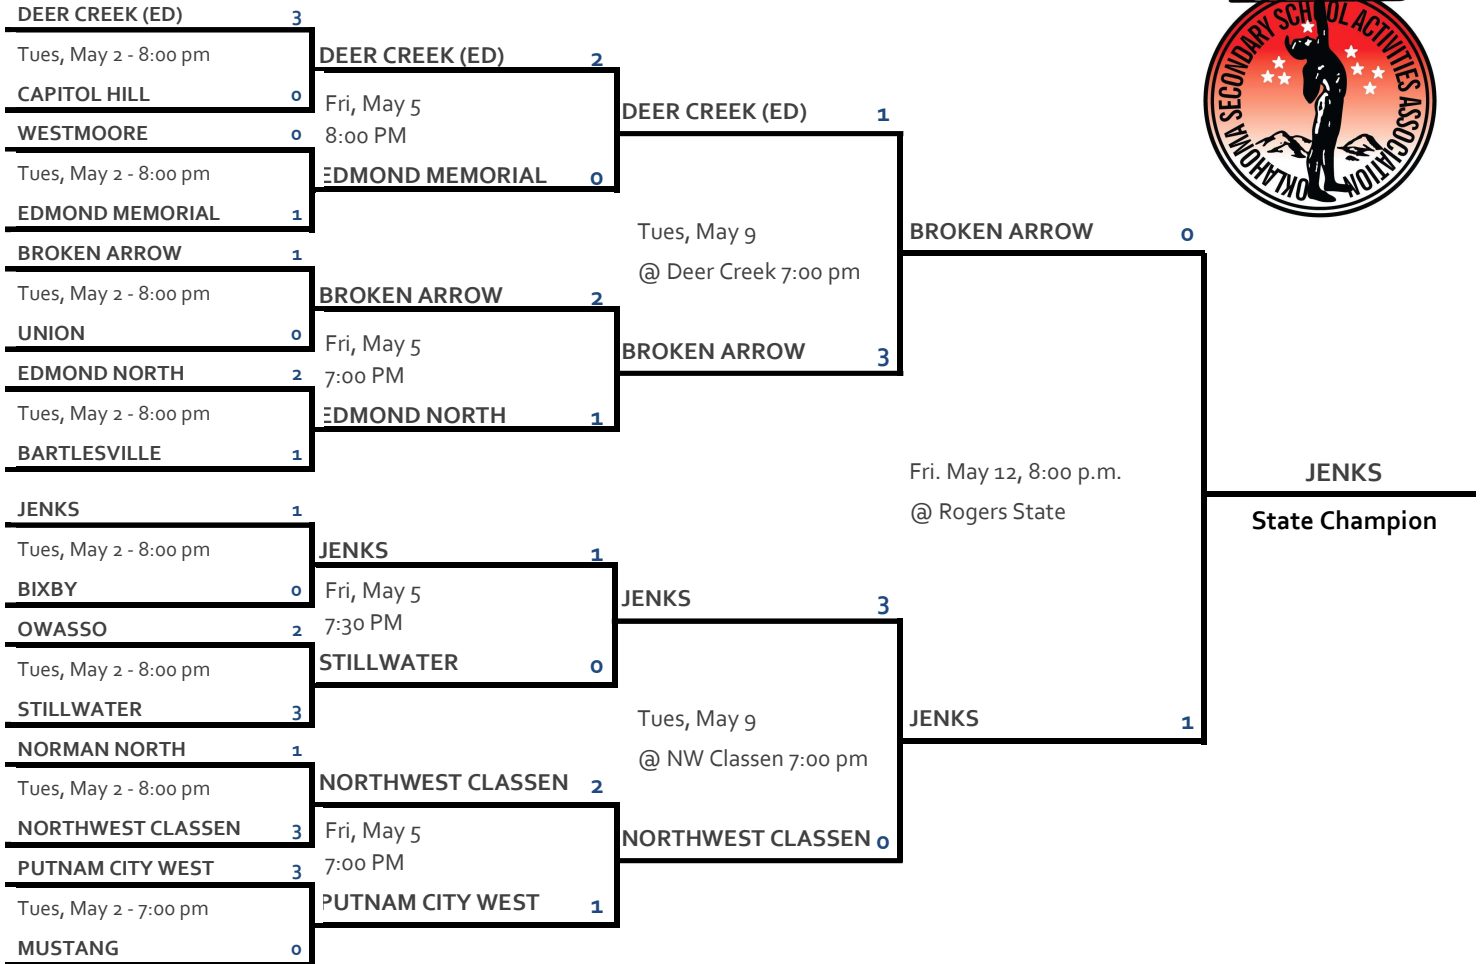 DEER CREEK (ED) 3
Tues, May 2 - 8:00 pm
CAPITOL HILL 0
WESTMOORE 0
Tues, May 2 - 8:00 pm
EDMOND MEMORIAL 1
BROKEN ARROW 1
Tues, May 2 - 8:00 pm
UNION 0
EDMOND NORTH 2
Tues, May 2 - 8:00 pm
BARTLESVILLE 1
JENKS 1
Tues, May 2 - 8:00 pm
BIXBY 0
OWASSO 2
Tues, May 2 - 8:00 pm
STILLWATER 3
NORMAN NORTH 1
Tues, May 2 - 8:00 pm
NORTHWEST CLASSEN 3
PUTNAM CITY WEST 3
Tues, May 2 - 7:00 pm
MUSTANG 0
DEER CREEK (ED) 2
Fri, May 5
8:00 PM
EDMOND MEMORIAL 0
BROKEN ARROW 2
Fri, May 5
7:00 PM
EDMOND NORTH 1
JENKS 1
Fri, May 5
7:30 PM
STILLWATER 0
NORTHWEST CLASSEN 2
Fri, May 5
7:00 PM
PUTNAM CITY WEST 1
DEER CREEK (ED) 1
Tues, May 9
@ Deer Creek 7:00 pm
BROKEN ARROW 3
JENKS 3
Tues, May 9
@ NW Classen 7:00 pm
NORTHWEST CLASSEN 0
BROKEN ARROW 0
Fri. May 12, 8:00 p.m.
@ Rogers State
JENKS 1
JENKS
State Champion
OKLAHOMA SECONDARY SCHOOL ACTIVITIES ASSOCIATION